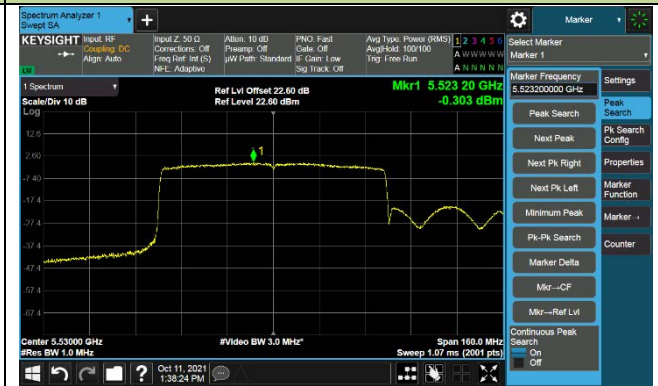 Spectrum Analyzer 1
Swept SA
Marker
KEYSIGHT
Input: RF
Coupling: DC
Align: Auto
Input Z: 50 Ω
Corrections: Off
Freq Ref: Int (S)
NFE: Adaptive
Atten: 10 dB
Preamp: Off
µW Path: Standard
PNO: Fast
Gate: Off
IF Gain: Low
Sig Track: Off
Avg Type: Power (RMS)
Avg|Hold: 100/100
Trig: Free Run
1 2 3 4 5 6
A W W W W W
A N N N N N
Select Marker
Marker 1
LXI
1 Spectrum
Scale/Div 10 dB
Log
Ref Lvl Offset 22.60 dB
Ref Level 22.60 dBm
Mkr1 5.523 20 GHz
-0.303 dBm
Marker Frequency
5.523200000 GHz
Settings
Peak Search
Peak
Search
Next Peak
Pk Search
Config
Next Pk Right
Properties
Next Pk Left
Marker
Function
Minimum Peak
Marker→
Pk-Pk Search
Counter
Marker Delta
Mkr→CF
Mkr→Ref Lvl
Continuous Peak
Search
On
Off
1
12.6
2.60
-7.40
-17.4
-27.4
-37.4
-47.4
-57.4
-67.4
Center 5.53000 GHz
#Res BW 1.0 MHz
#Video BW 3.0 MHz*
Span 160.0 MHz
Sweep 1.07 ms (2001 pts)
Oct 11, 2021
1:38:24 PM